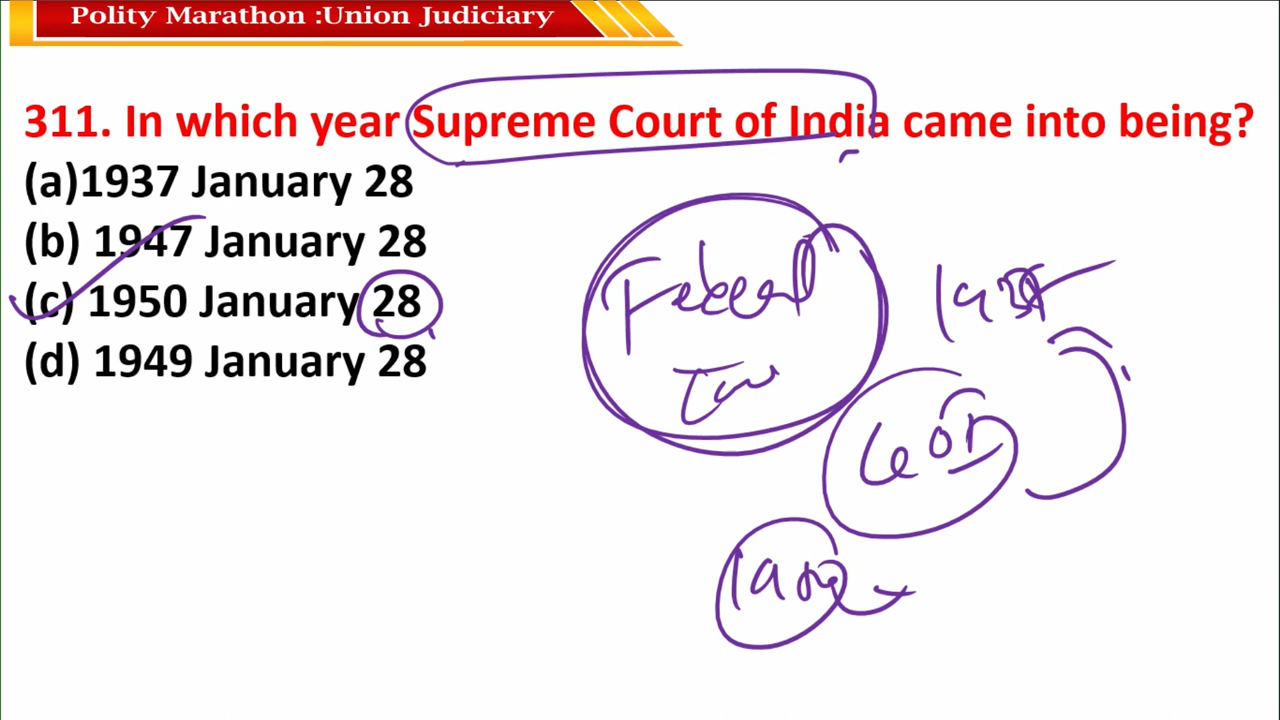 Polity Marathon :Union Judiciary
311. In which year Supreme Court of India came into being?
(a)1937 January 28
(b) 1947 January 28
(c) 1950 January 28
(d) 1949 January 28
Federal
1935